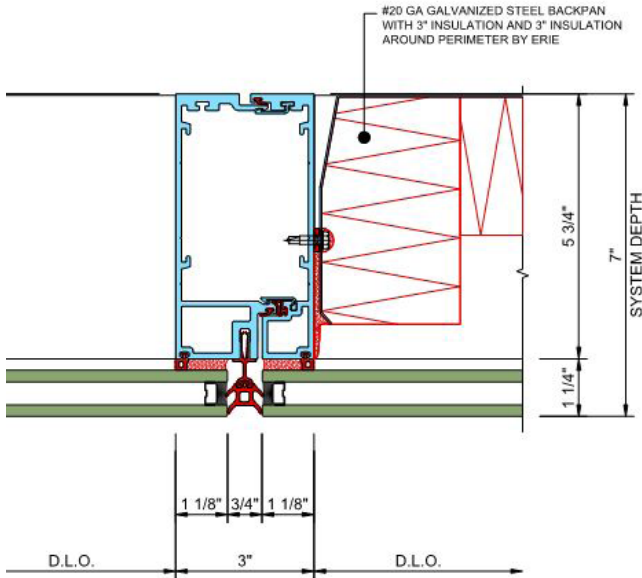 #20 GA GALVANIZED STEEL BACKPAN
WITH 3" INSULATION AND 3" INSULATION
AROUND PERIMETER BY ERIE
5 3/4"
7"
SYSTEM DEPTH
1 1/4"
1 1/8"
3/4"
1 1/8"
D.L.O.
3"
D.L.O.